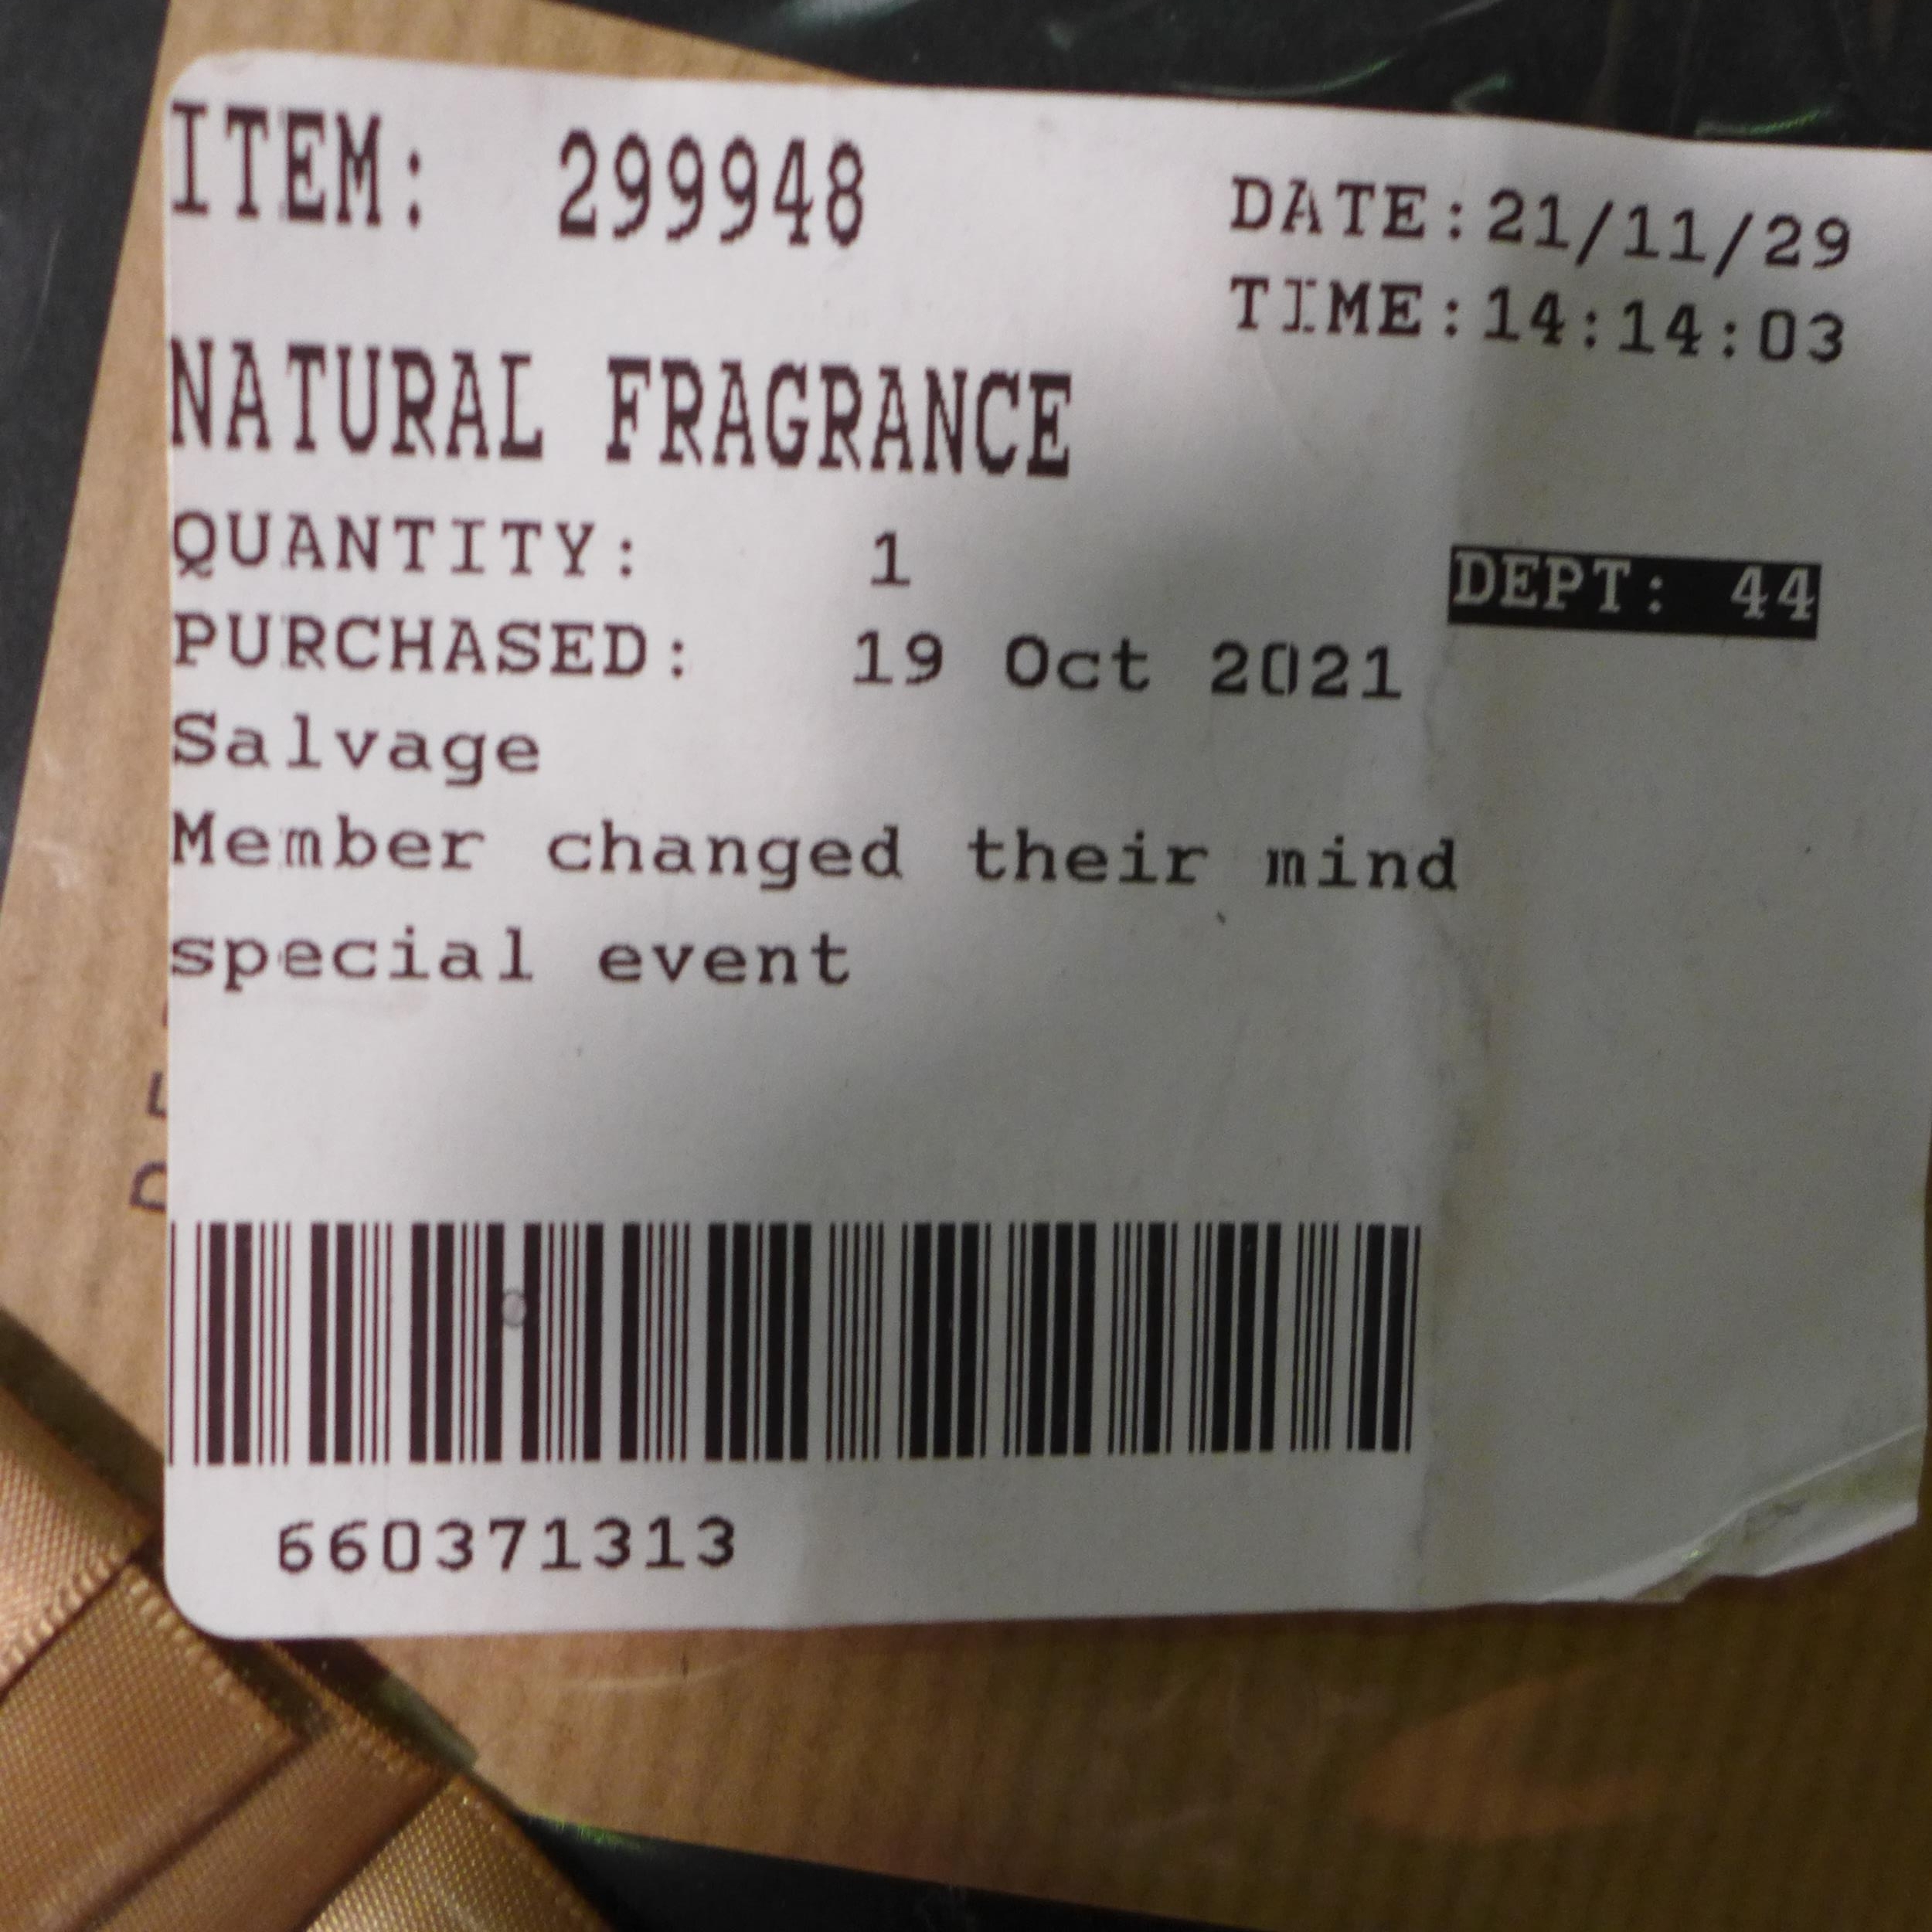 ITEM: 299948
DATE:21/11/29
TIME:14:14:03
NATURAL FRAGRANCE
QUANTITY: 1
DEPT: 44
PURCHASED: 19 Oct 2021
Salvage
Member changed their mind
special event
660371313